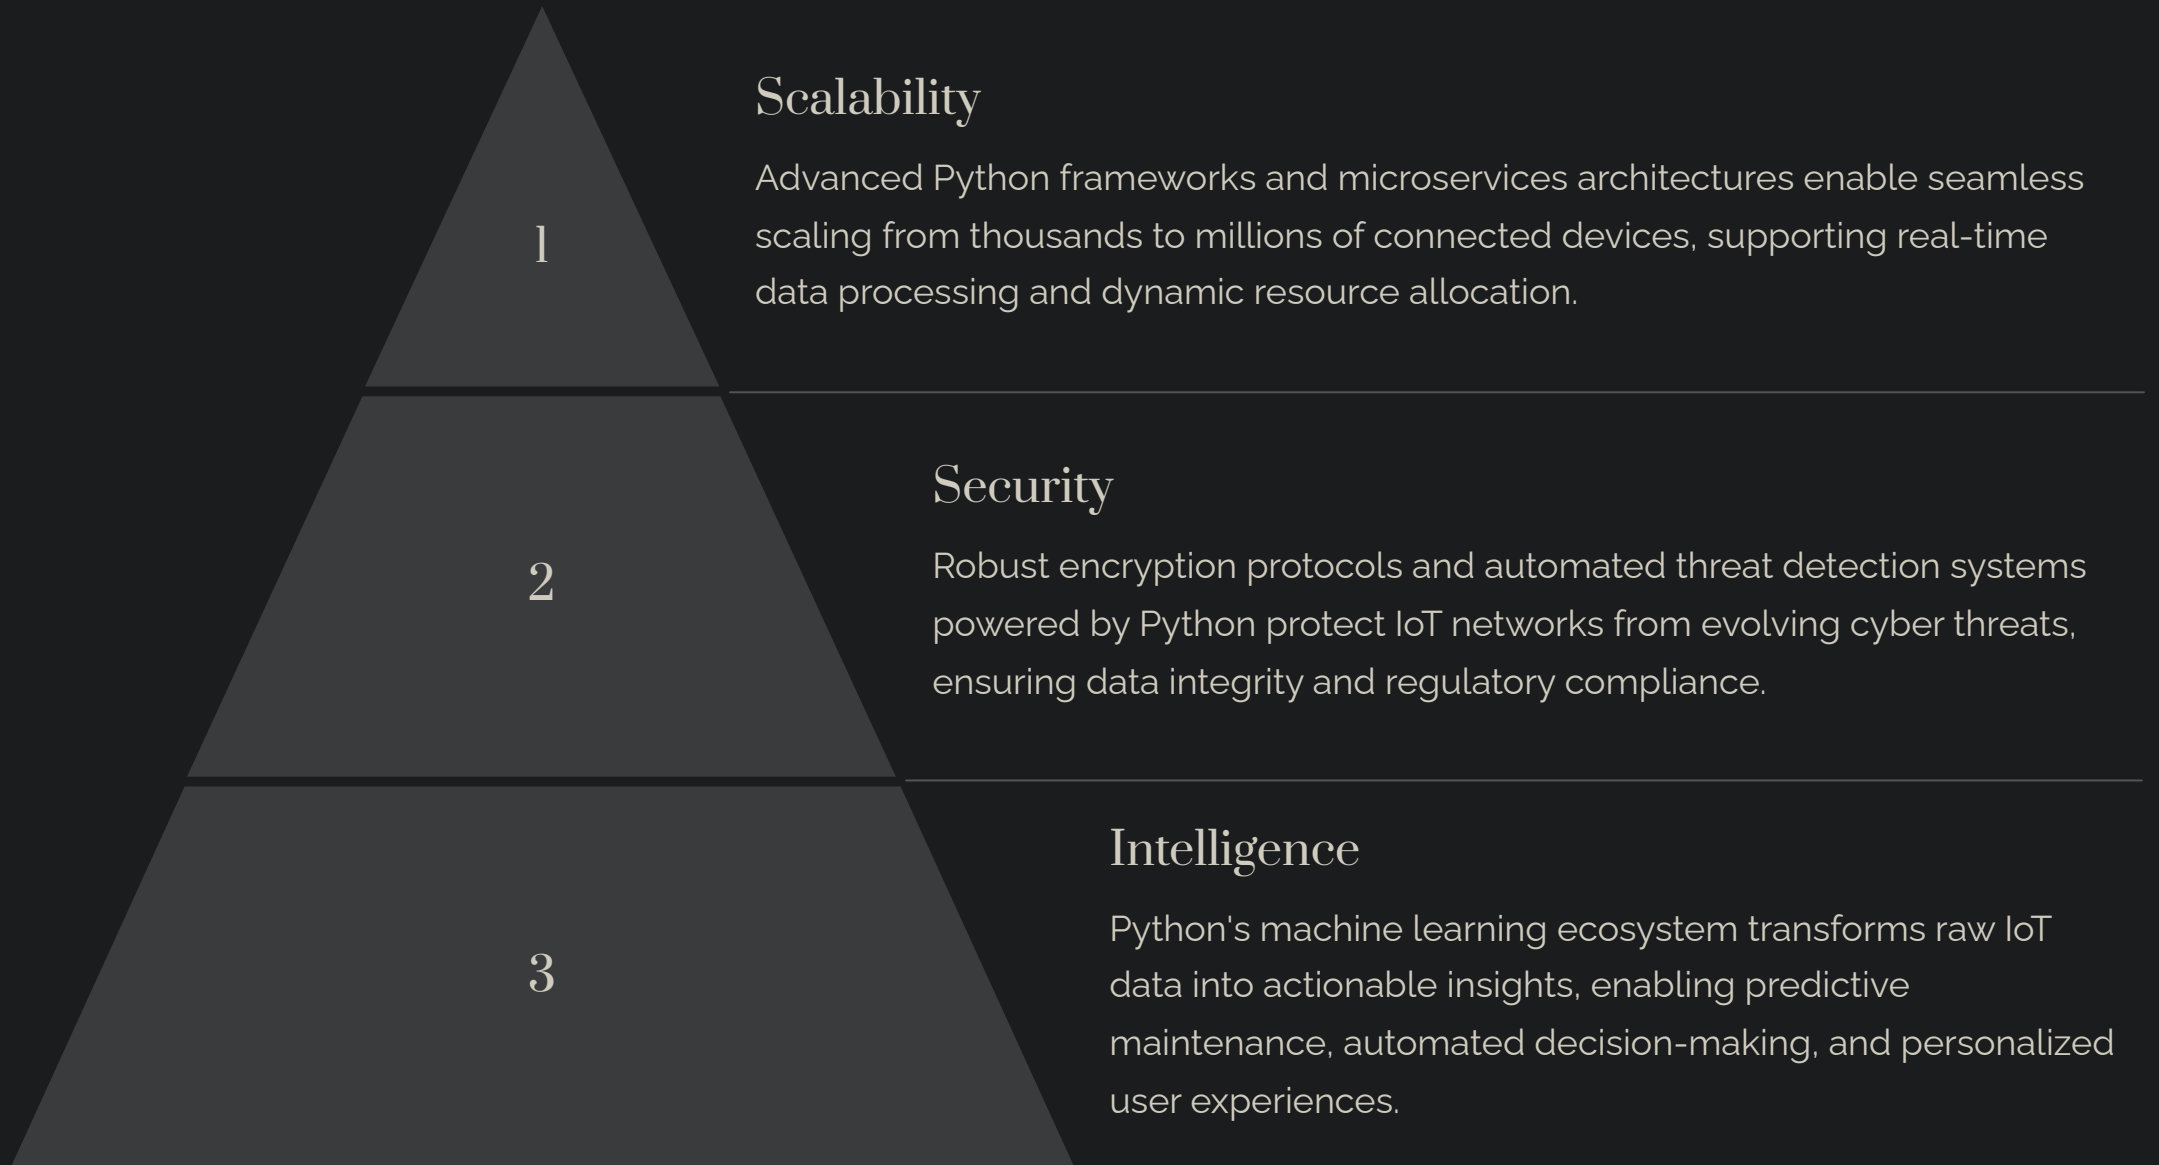 Scalability
Advanced Python frameworks and microservices architectures enable seamless
scaling from thousands to millions of connected devices, supporting real-time
data processing and dynamic resource allocation.
1
Security
Robust encryption protocols and automated threat detection systems
powered by Python protect IoT networks from evolving cyber threats,
ensuring data integrity and regulatory compliance.
2
Intelligence
Python's machine learning ecosystem transforms raw IoT
data into actionable insights, enabling predictive
maintenance, automated decision-making, and personalized
user experiences.
3